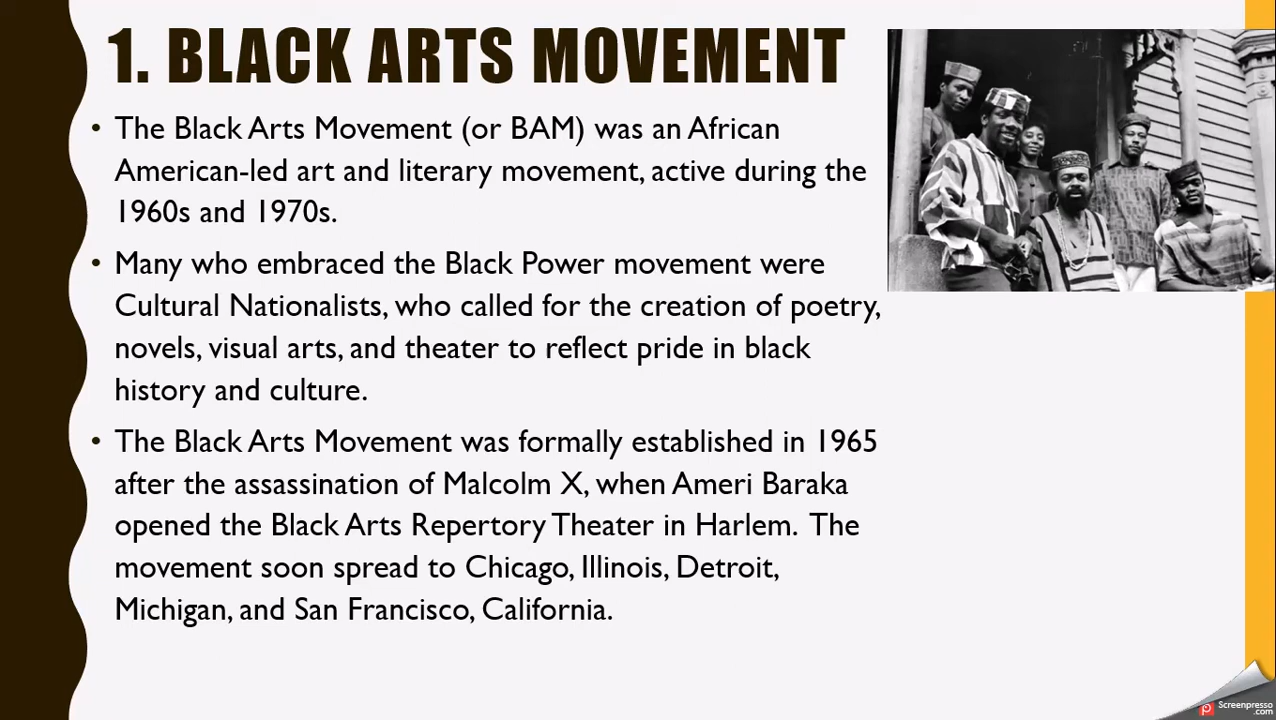 1. BLACK ARTS MOVEMENT
• The Black Arts Movement (or BAM) was an African
American-led art and literary movement, active during the
1960s and 1970s.
• Many who embraced the Black Power movement were
Cultural Nationalists, who called for the creation of poetry,
novels, visual arts, and theater to reflect pride in black
history and culture.
• The Black Arts Movement was formally established in 1965
after the assassination of Malcolm X, when Ameri Baraka
opened the Black Arts Repertory Theater in Harlem. The
movement soon spread to Chicago, Illinois, Detroit,
Michigan, and San Francisco, California.
Screenpresso
.com